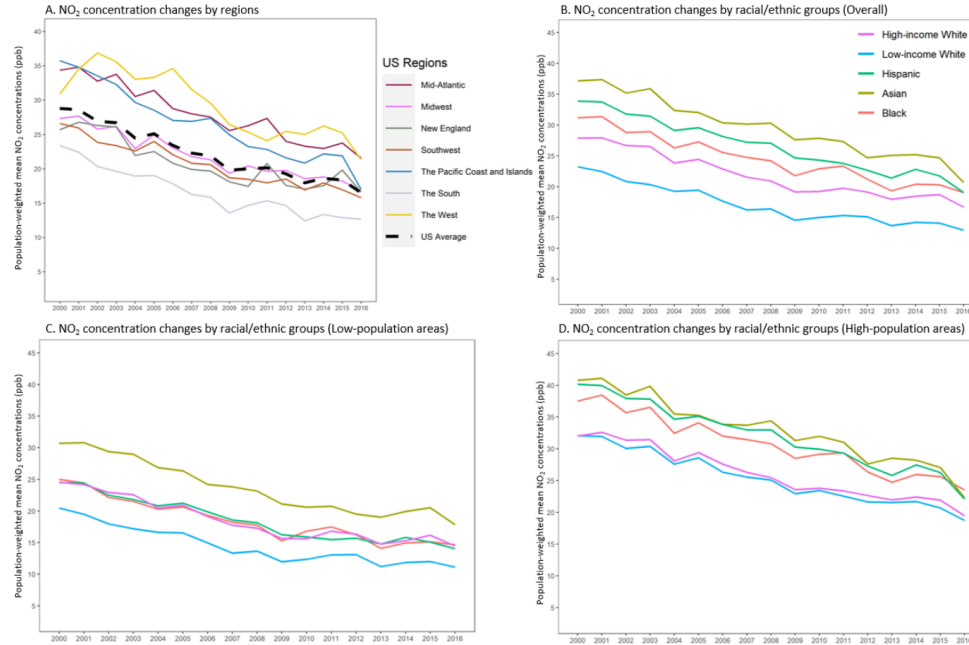 A. NO₂ concentration changes by regions
Population-weighted mean NO₂ concentrations (ppb)
40
35
30
25
20
15
10
5
2000 2001 2002 2003 2004 2005 2006 2007 2008 2009 2010 2011 2012 2013 2014 2015 2016
US Regions
Mid-Atlantic
Midwest
New England
Southwest
The Pacific Coast and Islands
The South
The West
US Average
B. NO₂ concentration changes by racial/ethnic groups (Overall)
Population-weighted mean NO₂ concentrations (ppb)
45
40
35
30
25
20
15
10
5
2000 2001 2002 2003 2004 2005 2006 2007 2008 2009 2010 2011 2012 2013 2014 2015 2016
High-income White
Low-income White
Hispanic
Asian
Black
C. NO₂ concentration changes by racial/ethnic groups (Low-population areas)
Population-weighted mean NO₂ concentrations (ppb)
45
40
35
30
25
20
15
10
5
2000 2001 2002 2003 2004 2005 2006 2007 2008 2009 2010 2011 2012 2013 2014 2015 2016
D. NO₂ concentration changes by racial/ethnic groups (High-population areas)
Population-weighted mean NO₂ concentrations (ppb)
45
40
35
30
25
20
15
10
5
2000 2001 2002 2003 2004 2005 2006 2007 2008 2009 2010 2011 2012 2013 2014 2015 2016